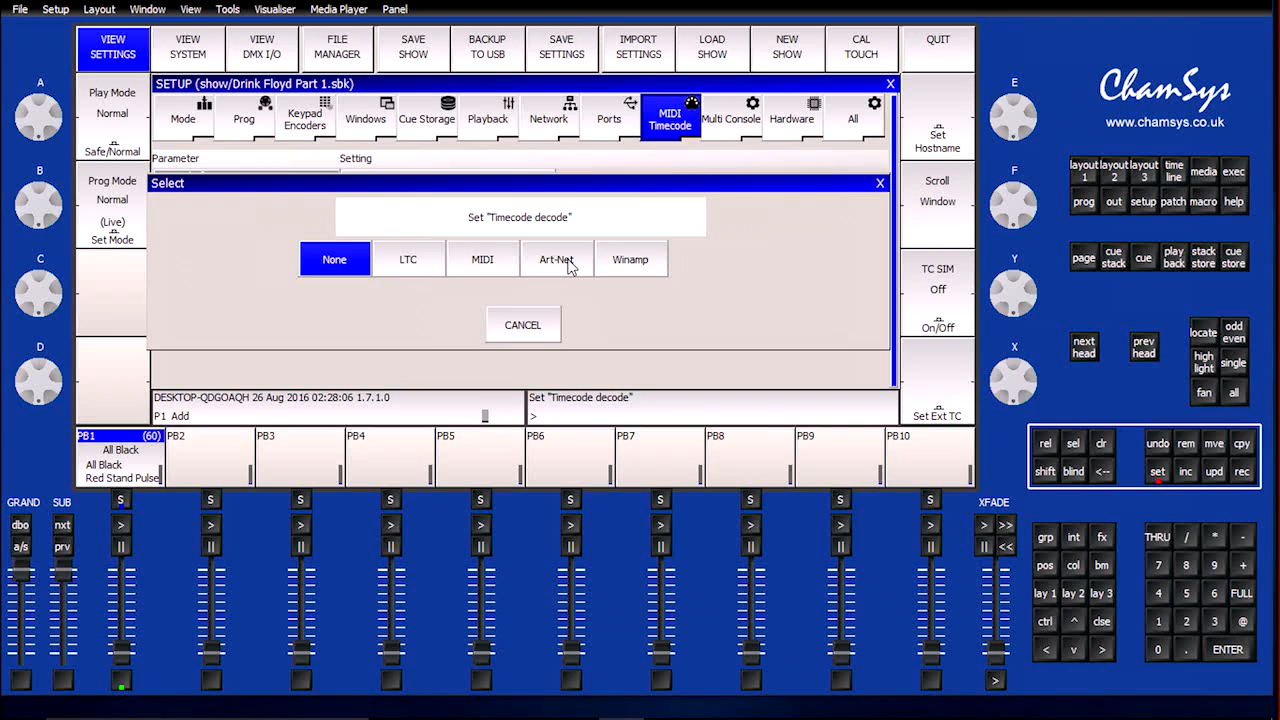 File Setup Layout Window View Tools Visualiser Media Player Panel
VIEW SETTINGS
VIEW SYSTEM
VIEW DMX I/O
FILE MANAGER
SAVE SHOW
BACKUP TO USB
SAVE SETTINGS
IMPORT SETTINGS
LOAD SHOW
NEW SHOW
CAL TOUCH
QUIT
SETUP (show/Drink Floyd Part 1.sbk) X
Mode Prog Keypad Encoders Windows Cue Storage Playback Network Ports MIDI Timecode Multi Console Hardware All
Parameter Setting
Select X
Set "Timecode decode"
None LTC MIDI Art-Net Winamp
CANCEL
Play Mode
Normal
Safe/Normal
Prog Mode
Normal
(Live)
Set Mode
Set
Hostname
Scroll
Window
TC SIM
Off
On/Off
Set Ext TC
DESKTOP-QDGOAQH 26 Aug 2016 02:28:06 1.7.1.0
P1 Add
Set "Timecode decode"
>
PB1 (60) PB2 PB3 PB4 PB5 PB6 PB7 PB8 PB9 PB10
All Black
All Black
Red Stand Pulse
A
B
C
D
E
F
Y
X
ChamSys
www.chamsys.co.uk
layout 1 layout 2 layout 3 time line media exec
prog out setup patch macro help
page cue stack cue play back stack store cue store
next head prev head
locate odd even
high light single
fan all
rel sel clr undo rem mve cpy
shift blind <-- set inc upd rec
GRAND SUB XFADE
dbo nxt
a/s prv
S S S S S S S S S S
> > > > > > > > > > > >>
|| || || || || || || || || || || <<
>
grp int fx THRU / * -
pos col bm 7 8 9 +
lay 1 lay 2 lay 3 4 5 6 FULL
ctrl ^ clse 1 2 3 @
< v > 0 . ENTER